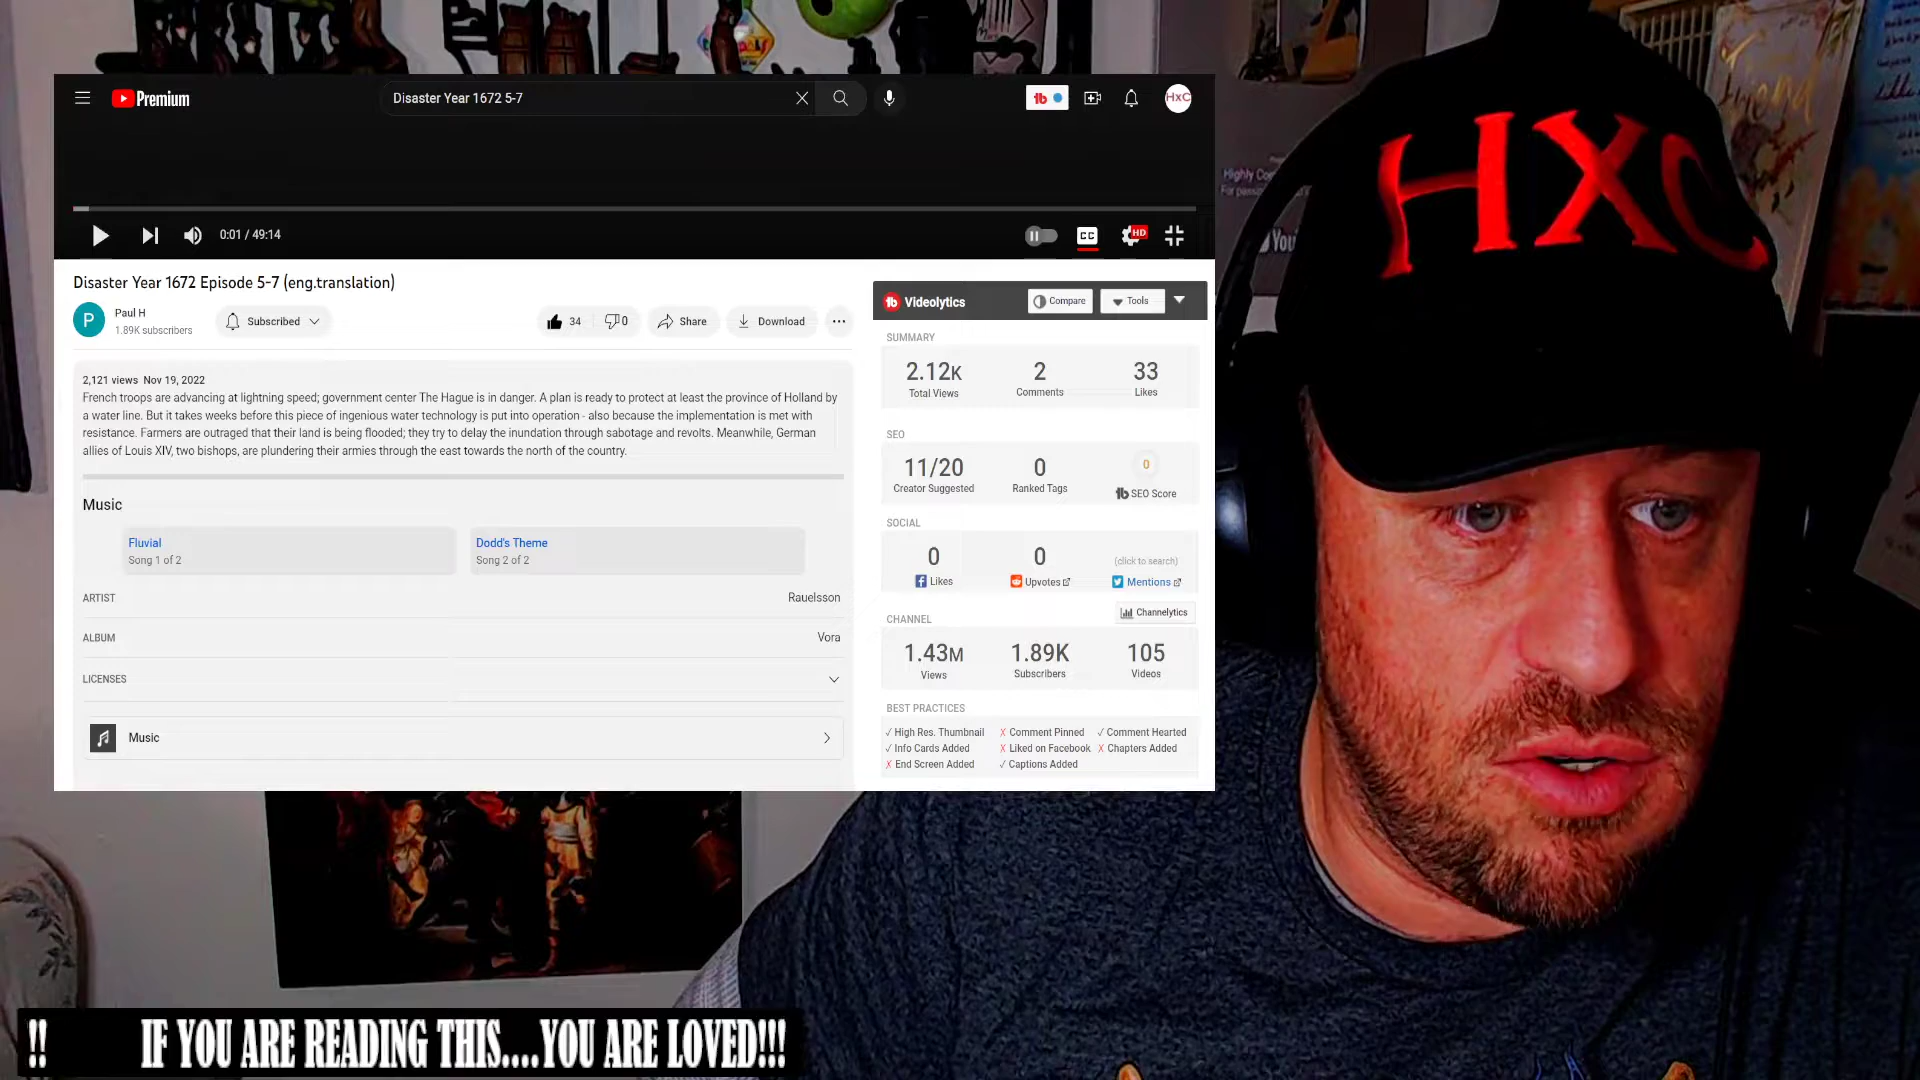 Premium
Disaster Year 1672 5-7
HxC
0:01 / 49:14
CC
HD
Disaster Year 1672 Episode 5-7 (eng.translation)
P
Paul H
1.89K subscribers
Subscribed
34
0
Share
Download
2,121 views Nov 19, 2022
French troops are advancing at lightning speed; government center The Hague is in danger. A plan is ready to protect at least the province of Holland by
a water line. But it takes weeks before this piece of ingenious water technology is put into operation - also because the implementation is met with
resistance. Farmers are outraged that their land is being flooded; they try to delay the inundation through sabotage and revolts. Meanwhile, German
allies of Louis XIV, two bishops, are plundering their armies through the east towards the north of the country.
Music
Fluvial
Song 1 of 2
Dodd's Theme
Song 2 of 2
ARTIST
Rauelsson
ALBUM
Vora
LICENSES
Music
Videolytics
Compare
Tools
SUMMARY
2.12K
Total Views
2
Comments
33
Likes
SEO
11/20
Creator Suggested
0
Ranked Tags
0
SEO Score
SOCIAL
0
Likes
0
Upvotes
(click to search)
Mentions
Channelytics
CHANNEL
1.43M
Views
1.89K
Subscribers
105
Videos
BEST PRACTICES
✓ High Res. Thumbnail
X Comment Pinned
✓ Comment Hearted
✓ Info Cards Added
X Liked on Facebook
X Chapters Added
X End Screen Added
✓ Captions Added
HXC
Highly
You
!! IF YOU ARE READING THIS....YOU ARE LOVED!!!